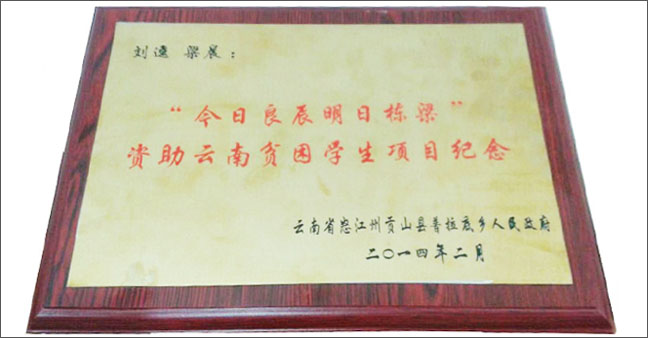 刘速 梁晨：
“今日良辰明日栋梁”
资助云南贫困学生项目纪念
云南省怒江州贡山县普拉底乡人民政府
二〇一四年二月